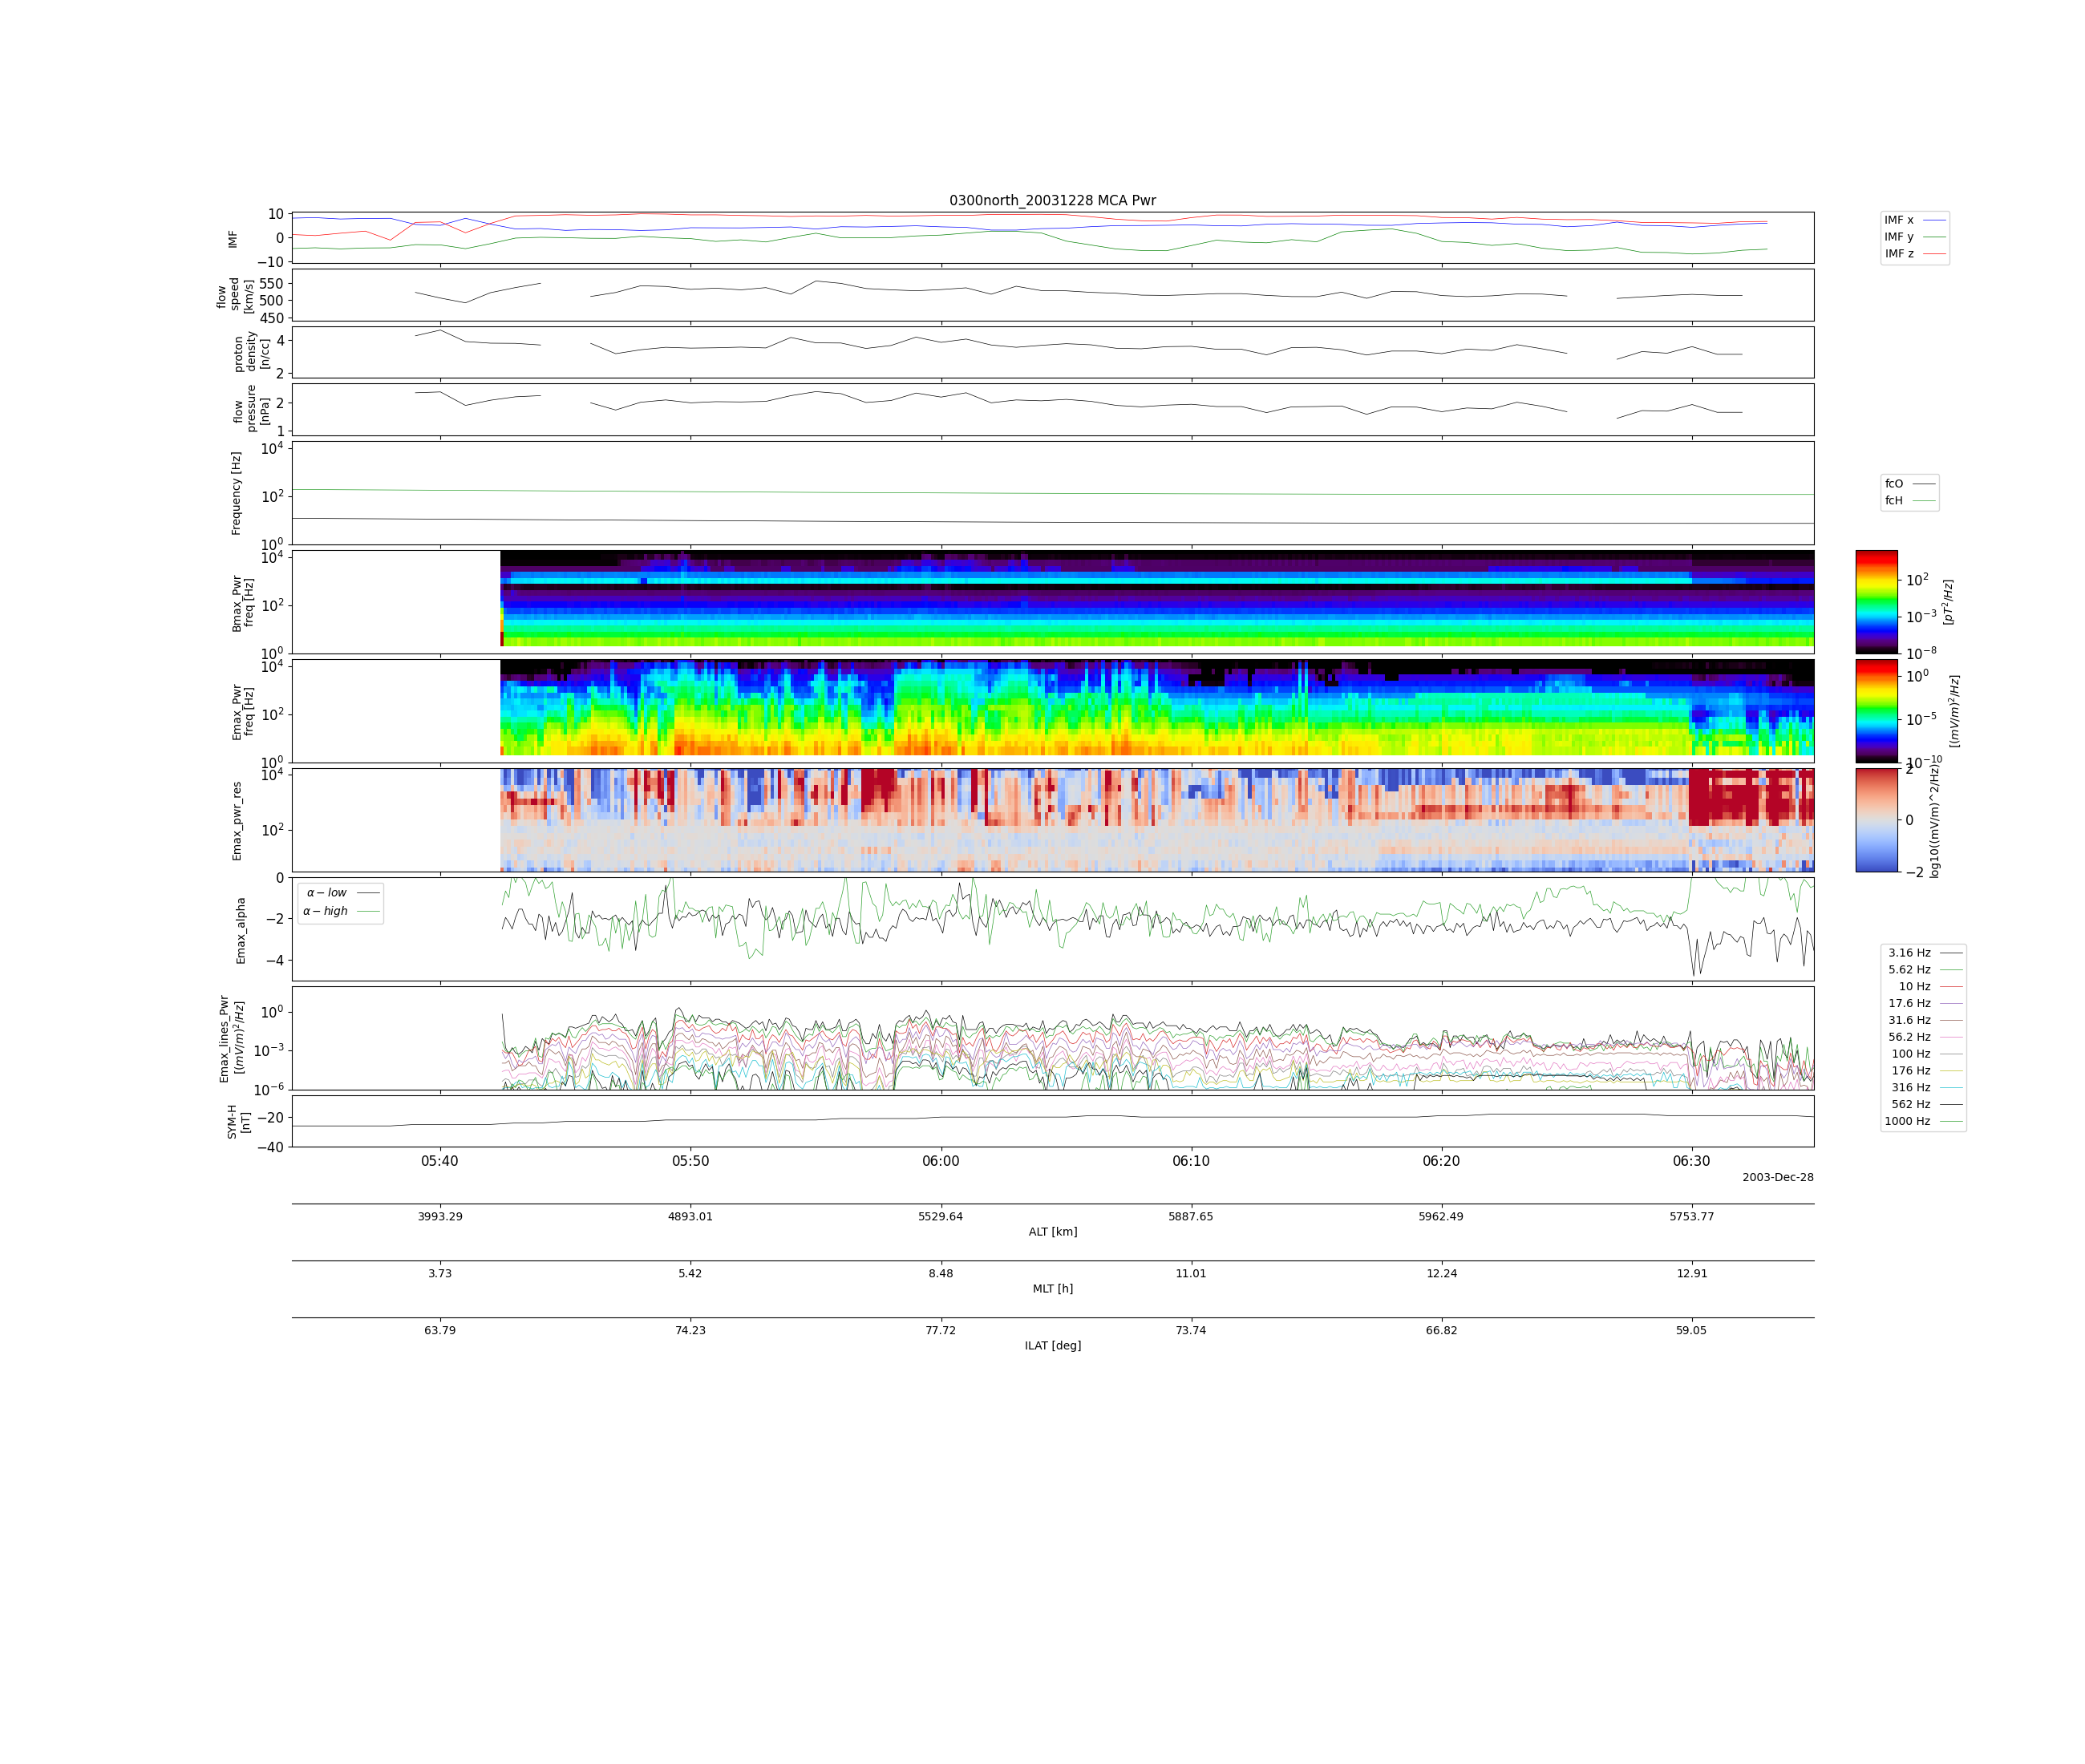 0300north_20031228 MCA Pwr
10
0
−10
IMF
IMF x
IMF y
IMF z
550
500
450
flow
speed
[km/s]
4
2
proton
density
[n/cc]
2
1
flow
pressure
[nPa]
10^4
10^2
10^0
Frequency [Hz]
fcO
fcH
10^4
10^2
10^0
Bmax_Pwr
freq [Hz]
10^2
10^−3
10^−8
[pT^2/Hz]
10^4
10^2
10^0
Emax_Pwr
freq [Hz]
10^0
10^−5
10^−10
[(mV/m)^2/Hz]
10^4
10^2
Emax_pwr_res
2
0
−2
log10((mV/m)^2/Hz)
0
−2
−4
Emax_alpha
α − low
α − high
10^0
10^−3
10^−6
Emax_lines_Pwr
[(mV/m)^2/Hz]
3.16 Hz
5.62 Hz
10 Hz
17.6 Hz
31.6 Hz
56.2 Hz
100 Hz
176 Hz
316 Hz
562 Hz
1000 Hz
−20
−40
SYM-H
[nT]
05:40 05:50 06:00 06:10 06:20 06:30
2003-Dec-28
3993.29 4893.01 5529.64 5887.65 5962.49 5753.77
ALT [km]
3.73 5.42 8.48 11.01 12.24 12.91
MLT [h]
63.79 74.23 77.72 73.74 66.82 59.05
ILAT [deg]